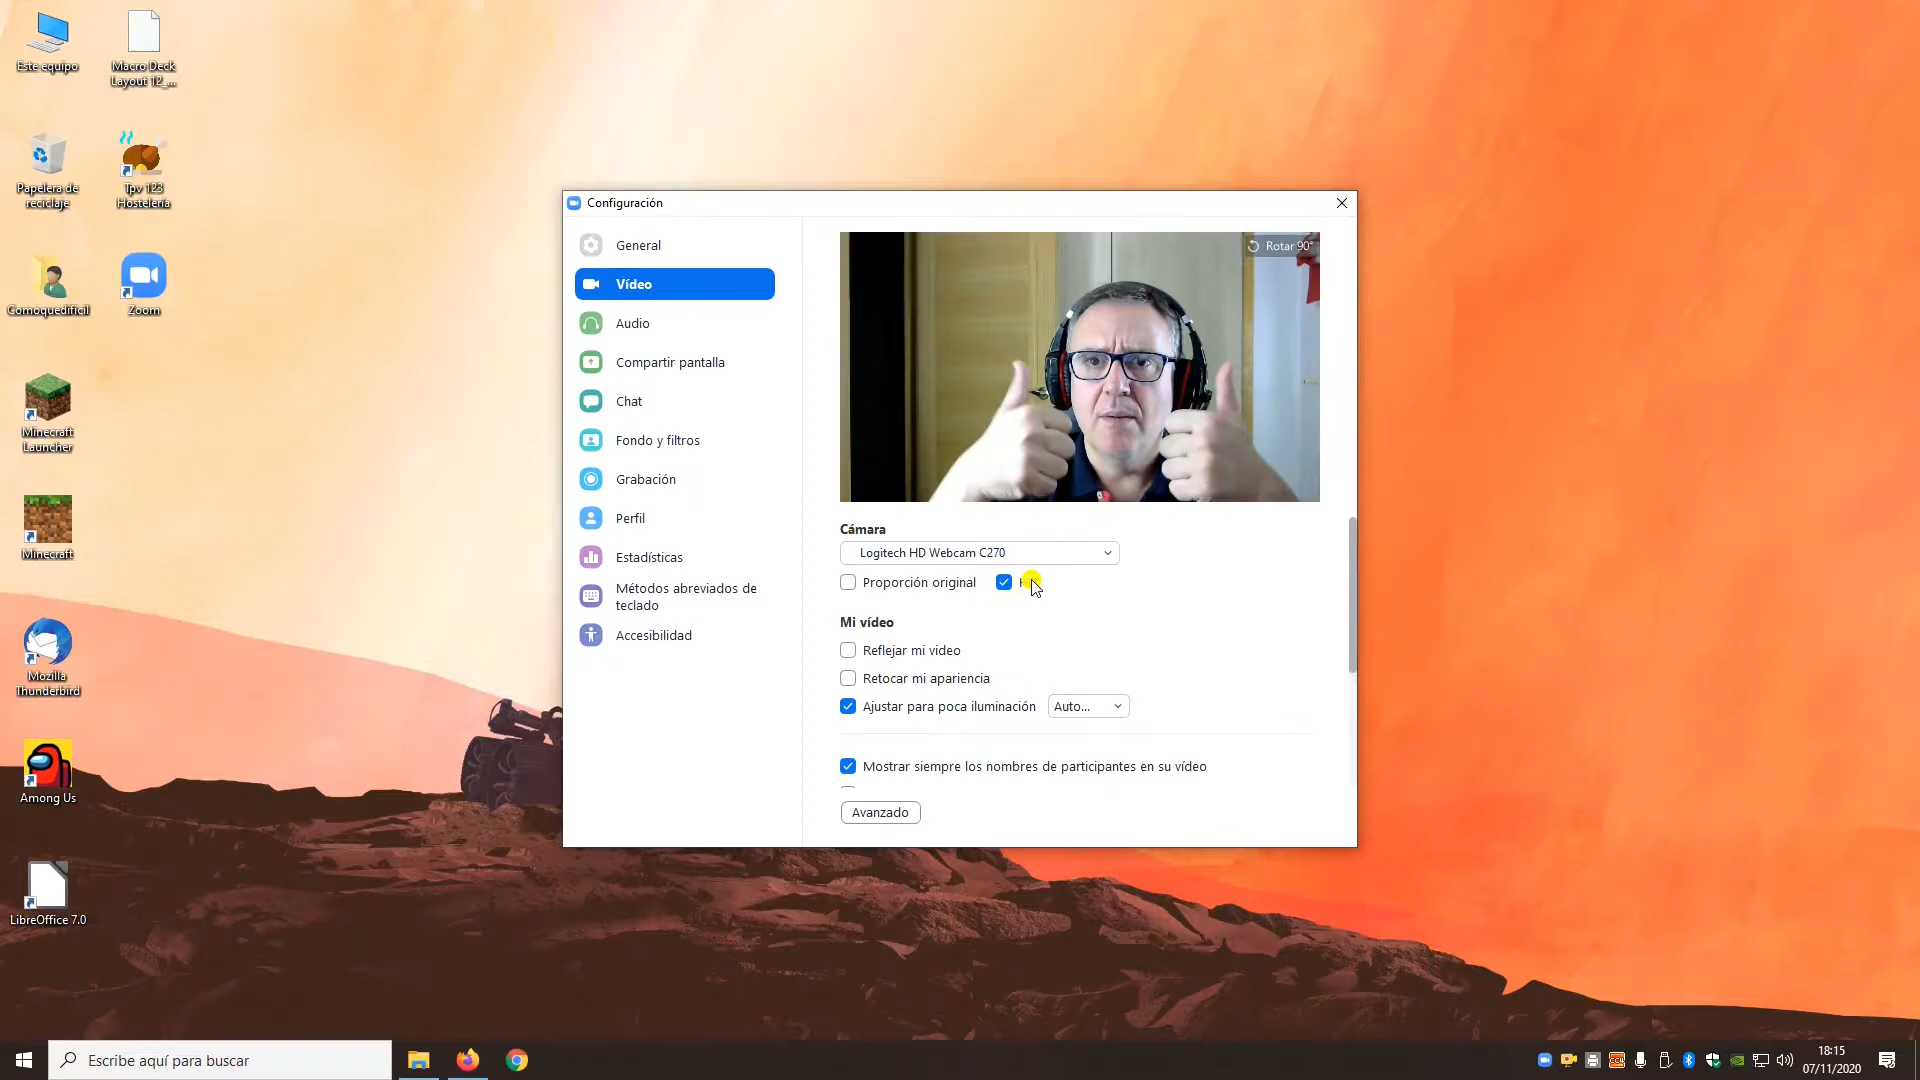 Este equipo
Macro Deck
Layout 12_...
Papelera de
reciclaje
Tpv 123
Hosteleria
Comoquedificil
Zoom
Minecraft
Launcher
Minecraft
Mozilla
Thunderbird
Among Us
LibreOffice 7.0
Configuración
General
Vídeo
Audio
Compartir pantalla
Chat
Fondo y filtros
Grabación
Perfil
Estadísticas
Métodos abreviados de
teclado
Accesibilidad
Rotar 90°
Cámara
Logitech HD Webcam C270
Proporción original
Mi vídeo
Reflejar mi video
Retocar mi apariencia
Ajustar para poca iluminación
Auto...
Mostrar siempre los nombres de participantes en su vídeo
Avanzado
Escribe aquí para buscar
18:15
07/11/2020